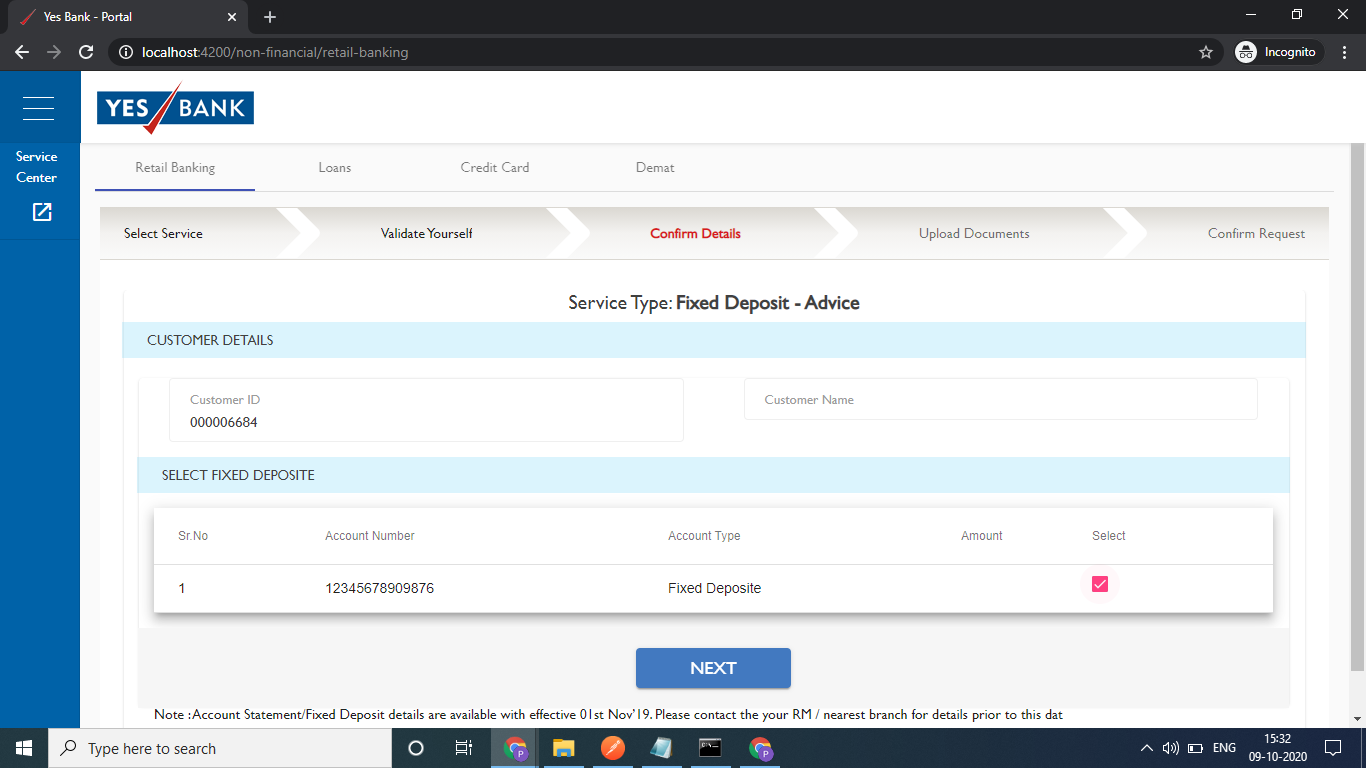 Yes Bank - Portal
localhost:4200/non-financial/retail-banking
Incognito
YES BANK
Service
Center
Retail Banking Loans Credit Card Demat
Select Service Validate Yourself Confirm Details Upload Documents Confirm Request
Service Type: Fixed Deposit - Advice
CUSTOMER DETAILS
Customer ID Customer Name
000006684
SELECT FIXED DEPOSITE
Sr.No Account Number Account Type Amount Select
1 12345678909876 Fixed Deposite
NEXT
Note :Account Statement/Fixed Deposit details are available with effective 01st Nov'19. Please contact the your RM / nearest branch for details prior to this dat
Type here to search
P
P
ENG
15:32
09-10-2020